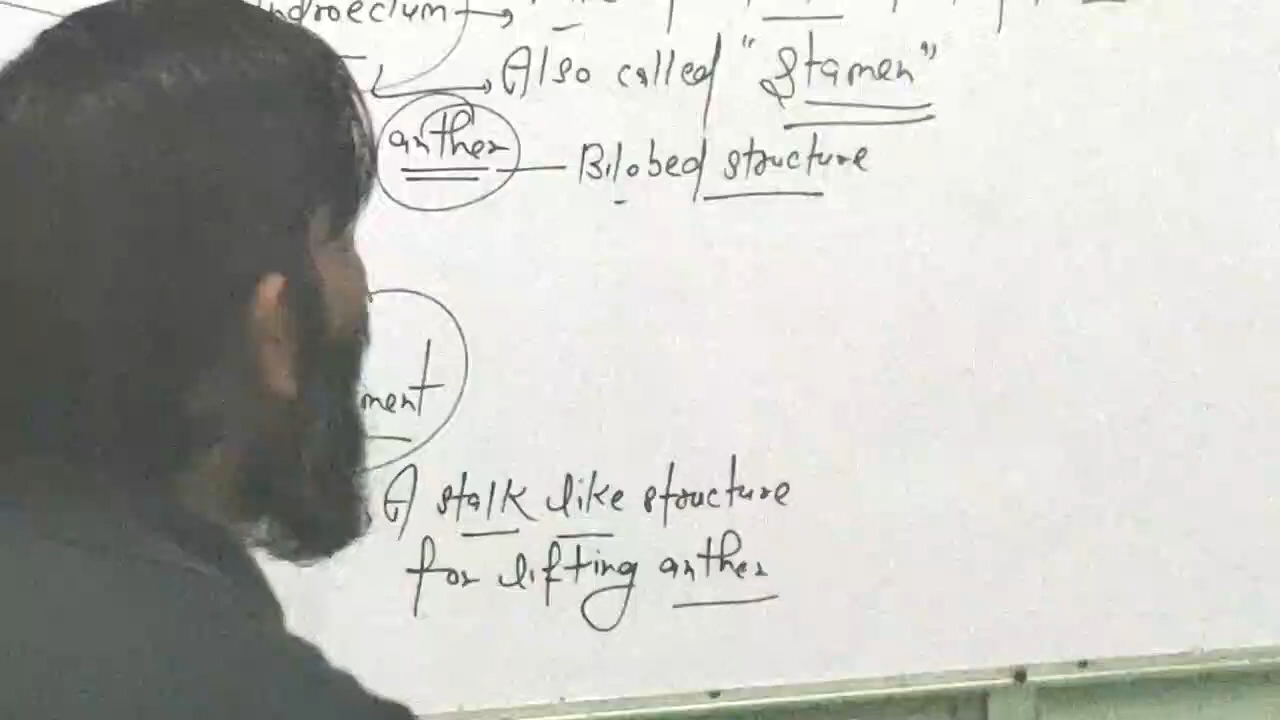 ndroecium →
Also called "Stamen"
anther — Bilobed structure
ment
A stalk like structure
for lifting anther